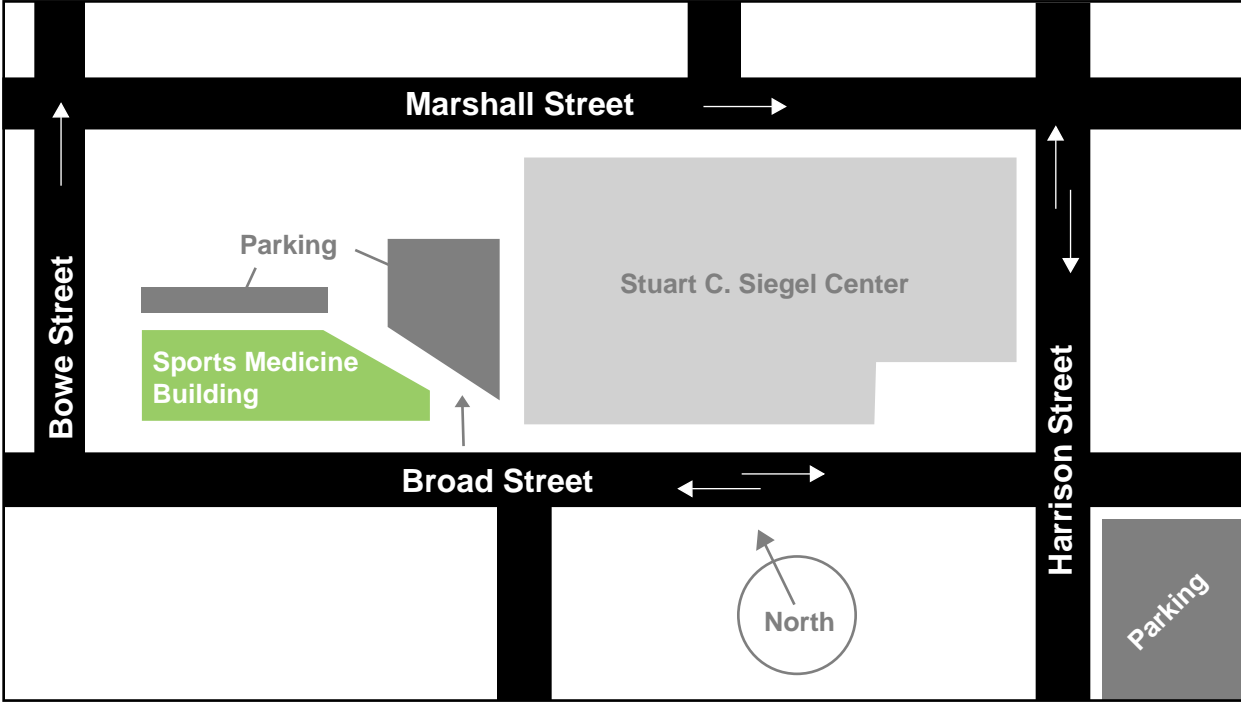 Marshall Street
Parking
Stuart C. Siegel Center
Bowe Street
Sports Medicine
Building
Harrison Street
Broad Street
North
Parking